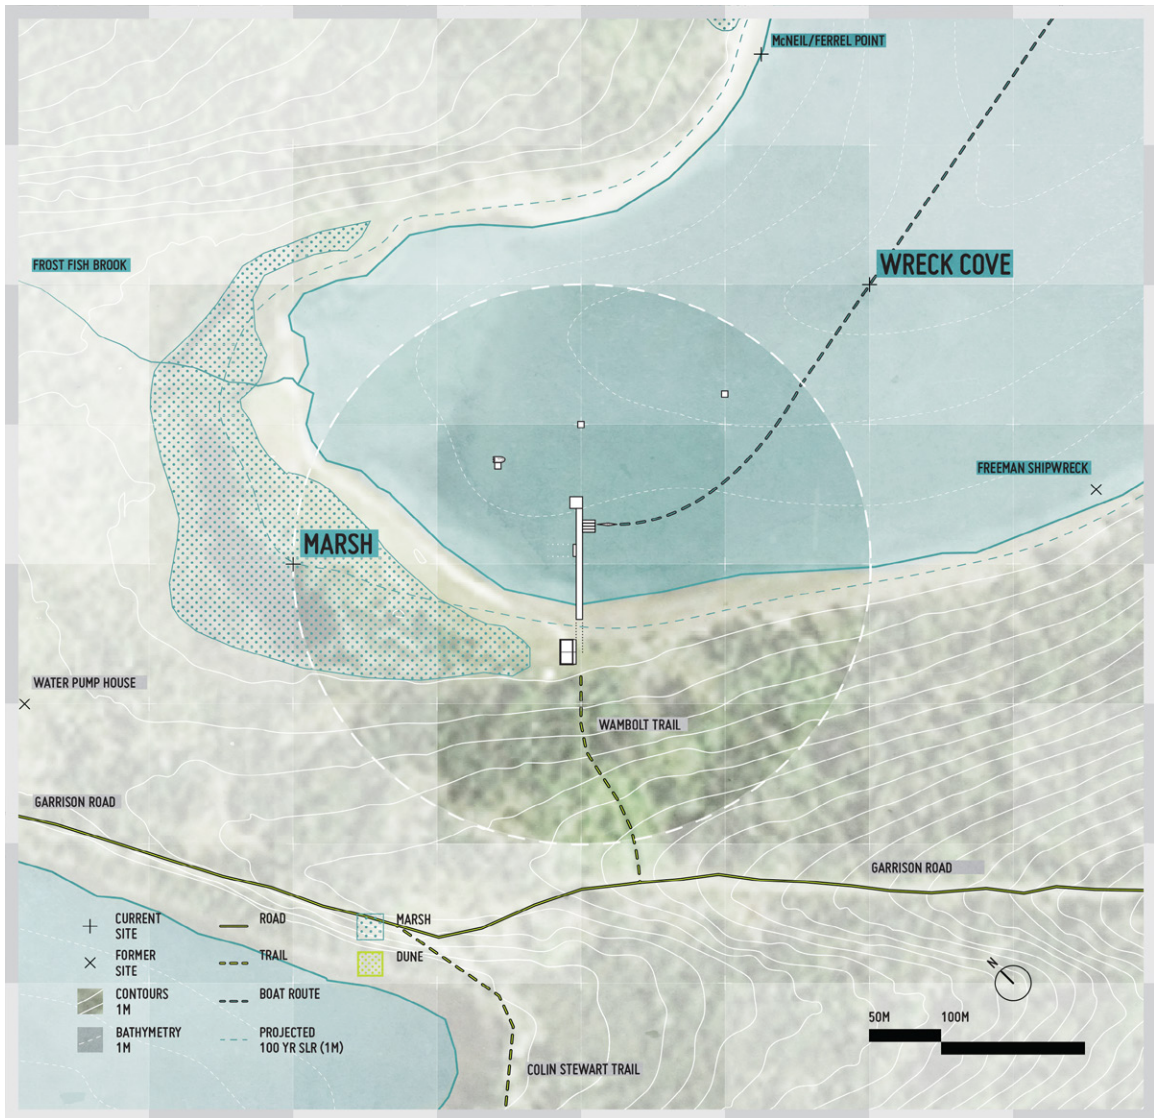 McNEIL/FERREL POINT
FROST FISH BROOK
WRECK COVE
FREEMAN SHIPWRECK
MARSH
WATER PUMP HOUSE
WAMBOLT TRAIL
GARRISON ROAD
GARRISON ROAD
CURRENT
SITE
ROAD
MARSH
FORMER
SITE
TRAIL
DUNE
CONTOURS
1M
BOAT ROUTE
BATHYMETRY
1M
PROJECTED
100 YR SLR (1M)
COLIN STEWART TRAIL
N
50M
100M